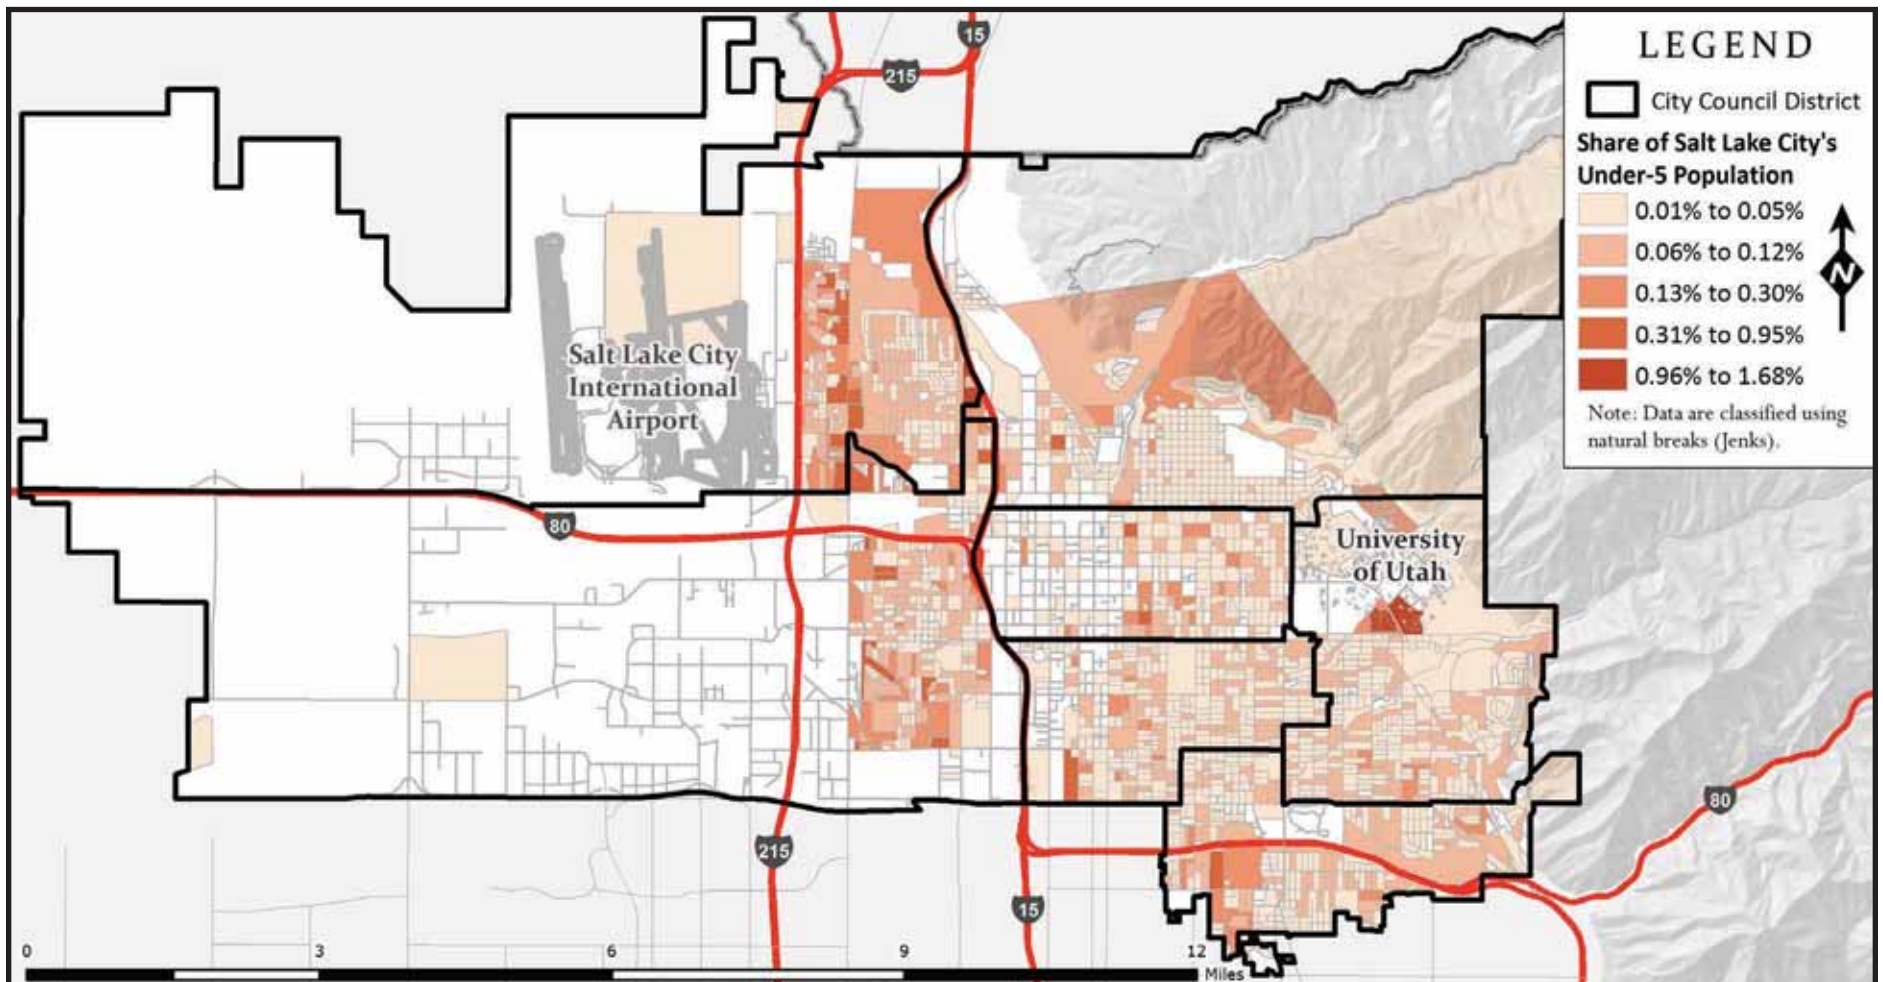 15
215
LEGEND
City Council District
Share of Salt Lake City's
Under-5 Population
0.01% to 0.05%
0.06% to 0.12%
0.13% to 0.30%
0.31% to 0.95%
0.96% to 1.68%
N
Note: Data are classified using
natural breaks (Jenks).
Salt Lake City
International
Airport
80
University
of Utah
80
215
15
0 3 6 9 12
Miles